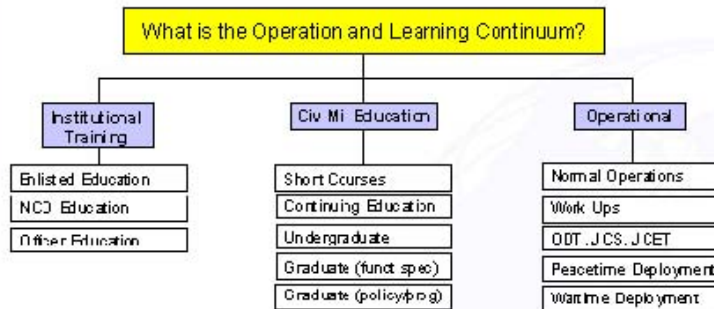 What is the Operation and Learning Continuum?
Institutional
Training
Enlisted Education
NCO Education
Officer Education
Civ Mi Education
Short Courses
Continuing Education
Undergraduate
Graduate (funct spec)
Graduate (policy/prog)
Operational
Normal Operations
Work Ups
ODT, JCS, JCET
Peacetime Deployment
Wartime Deployment